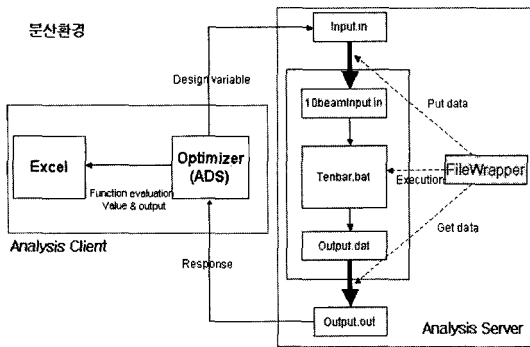 분산환경
Input.in
Design variable
10beamInput.in
Put data
Excel
Optimizer
(ADS)
Tenbar.bat
Execution
FileWrapper
Function evaluation
Value & output
Output.dat
Get data
Analysis Client
Response
Output.out
Analysis Server